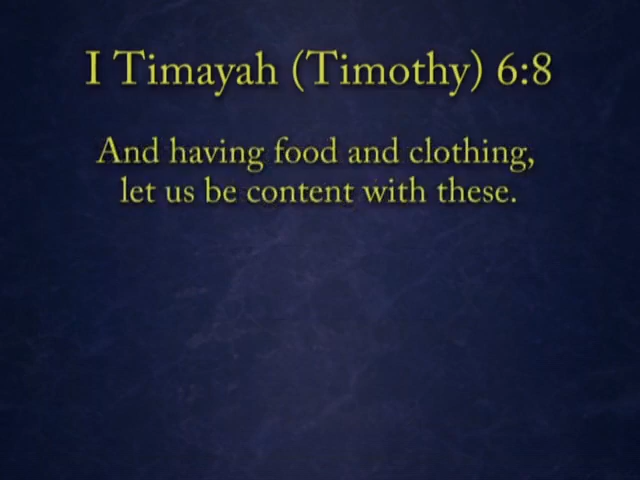 I Timayah (Timothy) 6:8
And having food and clothing,
let us be content with these.